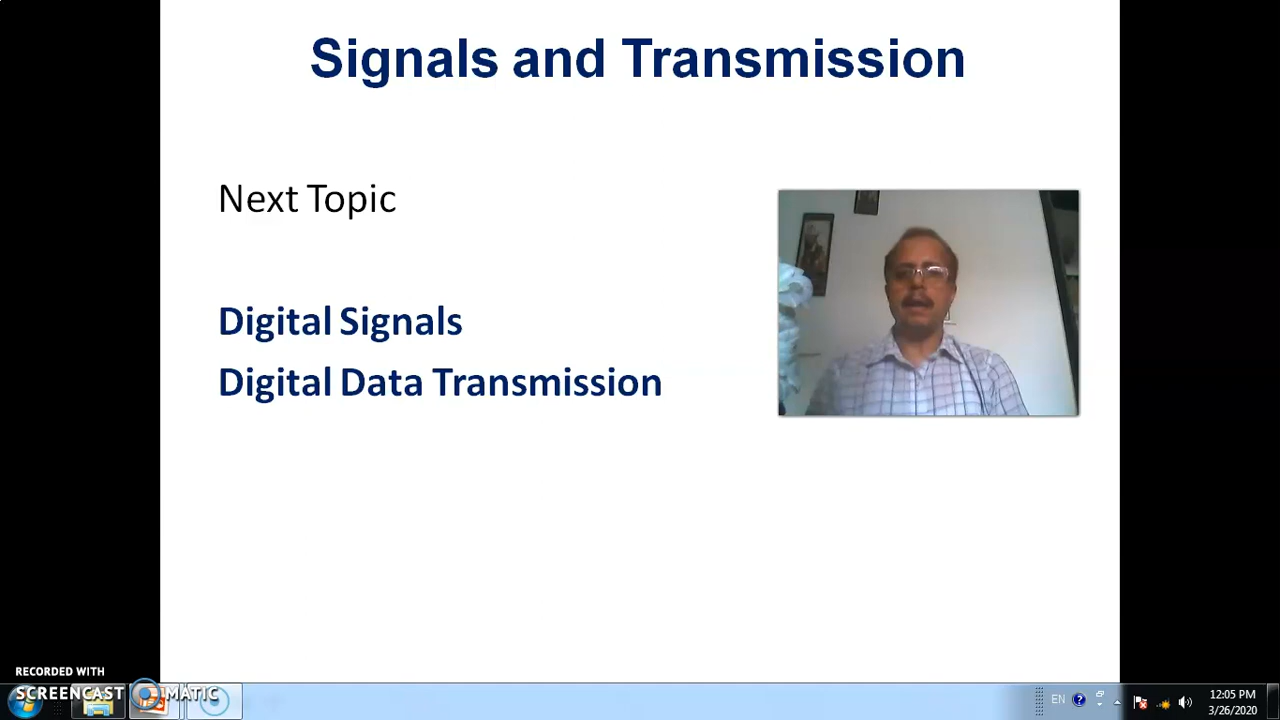 Signals and Transmission
Next Topic
Digital Signals
Digital Data Transmission
RECORDED WITH
SCREENCAST MATIC
EN
12:05 PM
3/26/2020